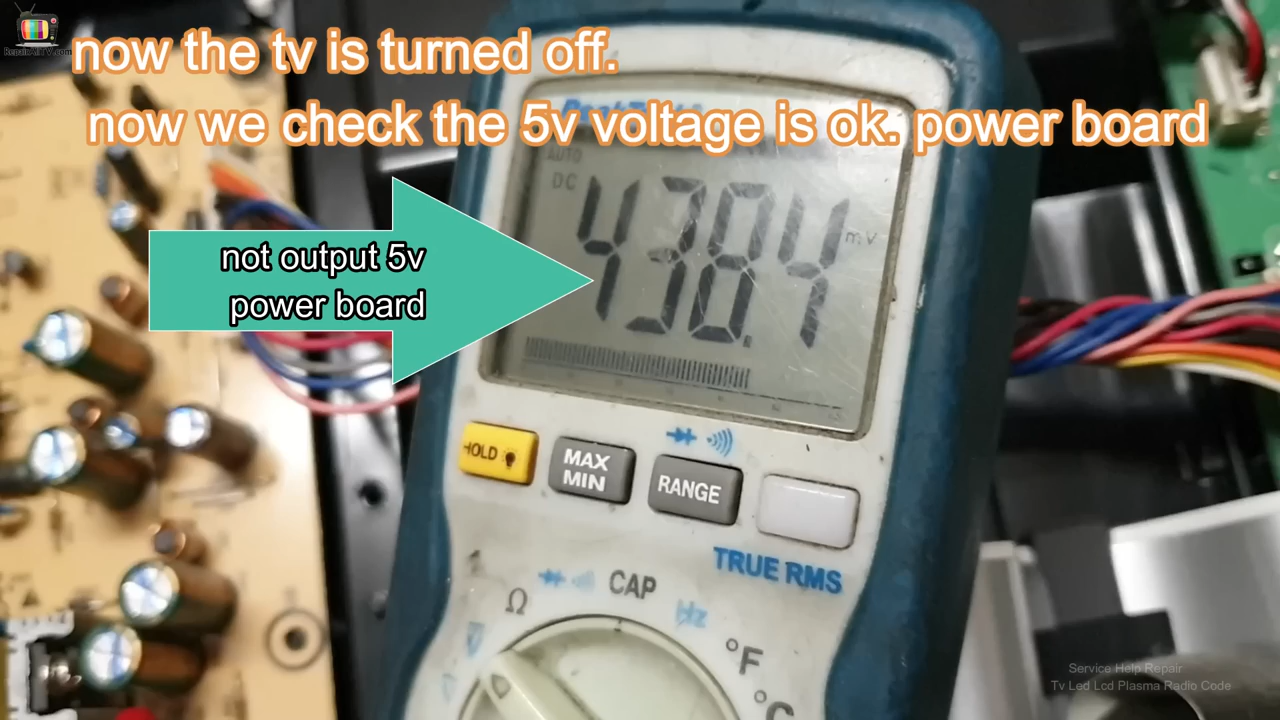 RepairAllTV.com
now the tv is turned off.
now we check the 5v voltage is ok. power board
not output 5v
power board
AUTO
DC
438.4
mV
HOLD
MAX
MIN
RANGE
TRUE RMS
CAP
Ω
Hz
°F
°C
Service Help Repair
Tv Led Lcd Plasma Radio Code